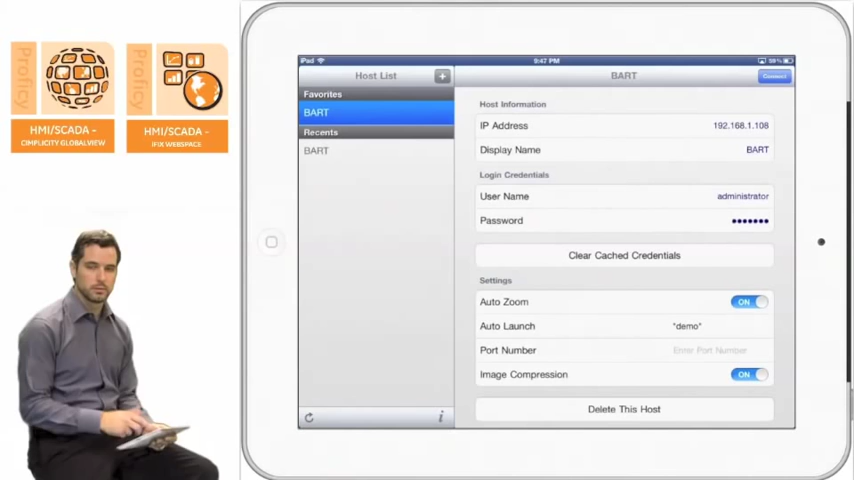 Proficy
HMI/SCADA -
CIMPLICITY GLOBALVIEW
Proficy
HMI/SCADA -
IFIX WEBSPACE
iPad
9:47 PM
39%
Host List
+
BART
Connect
Favorites
BART
Recents
BART
Host Information
IP Address 192.168.1.108
Display Name BART
Login Credentials
User Name administrator
Password •••••••
Clear Cached Credentials
Settings
Auto Zoom ON
Auto Launch "demo"
Port Number Enter Port Number
Image Compression ON
Delete This Host
i